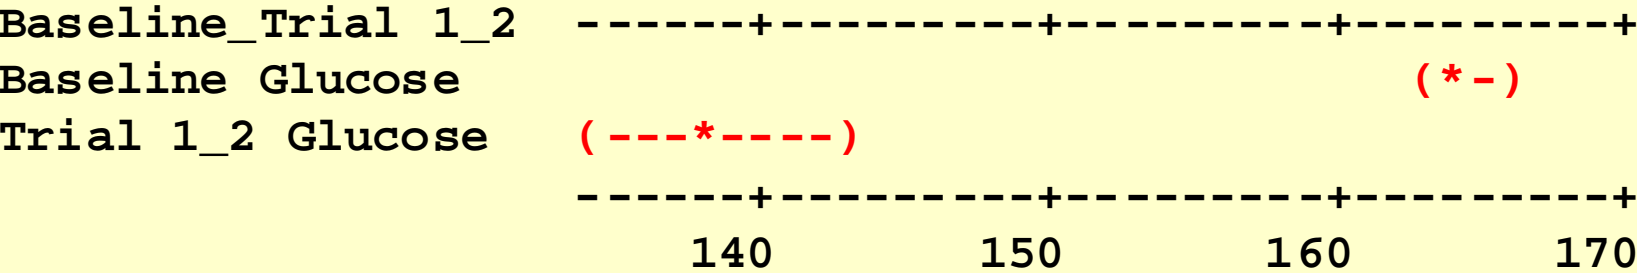 Baseline_Trial 1_2  ------+---------+---------+---------+
Baseline Glucose                                 (*-)
Trial 1_2 Glucose   (---*----)
                    ------+---------+---------+---------+
                        140       150       160       170